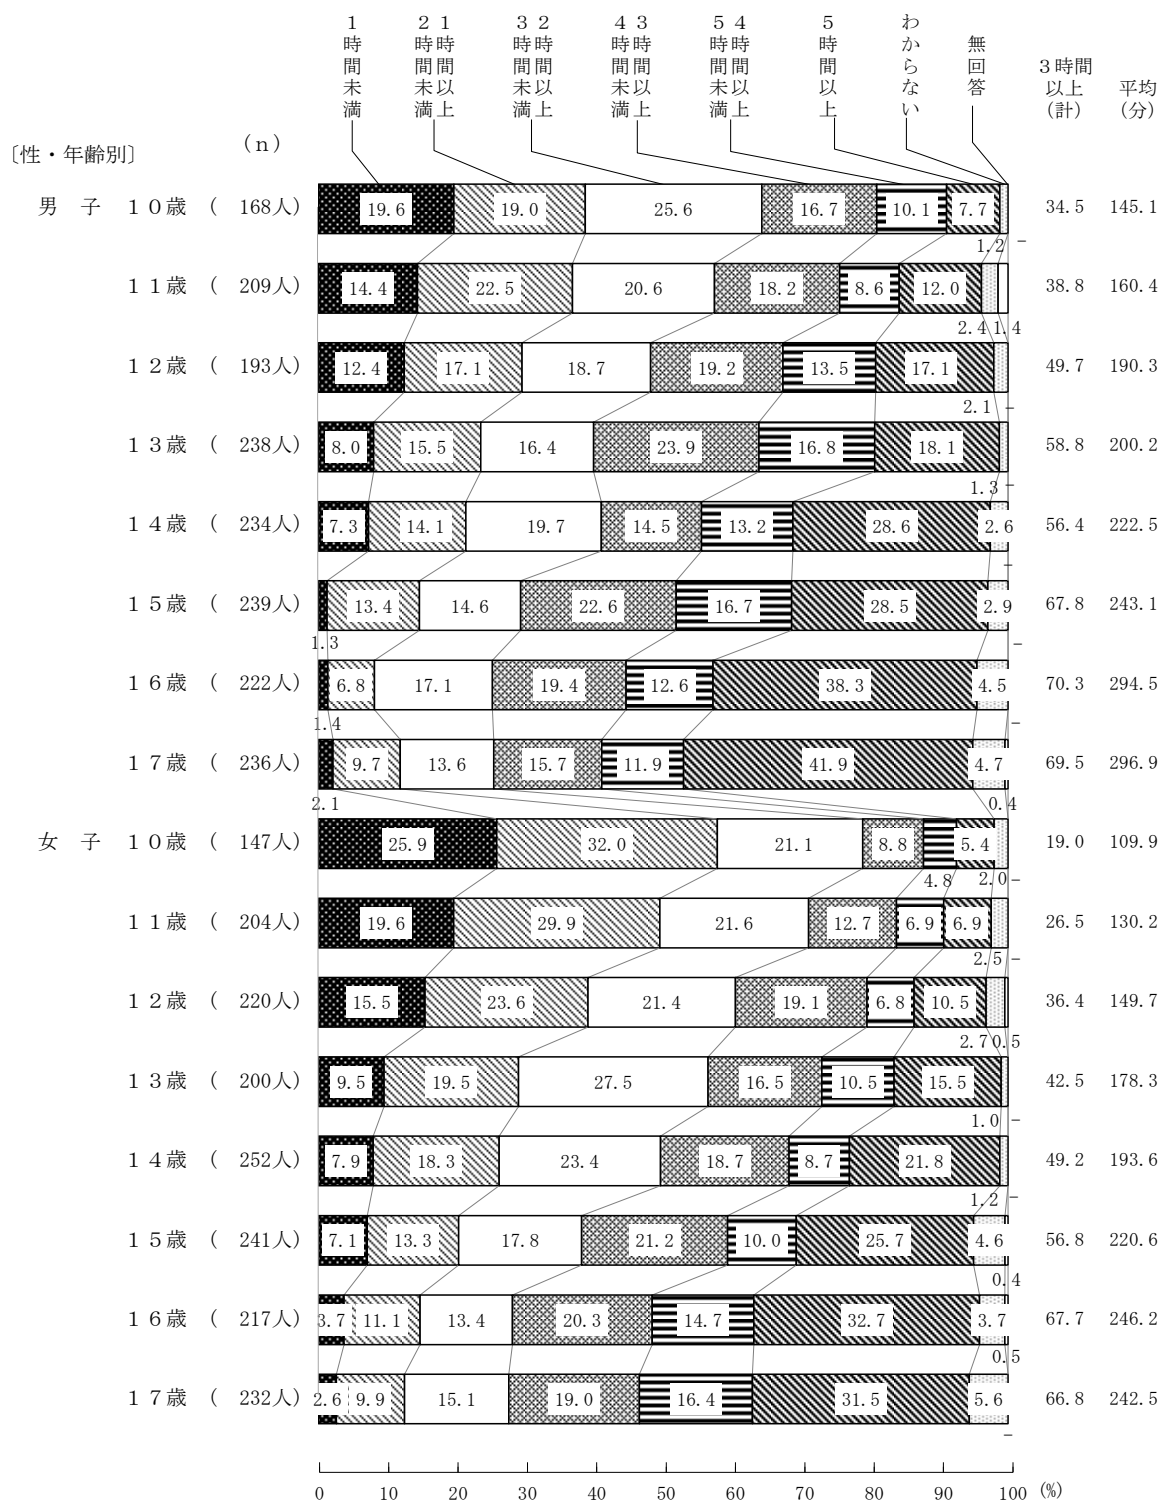 １時間未満
１時間以上２時間未満
２時間以上３時間未満
３時間以上４時間未満
４時間以上５時間未満
５時間以上
わからない
無回答
３時間以上（計）
平均（分）
（ｎ）
〔性・年齢別〕
男　子　１０歳　（　168人） 19.6 19.0 25.6 16.7 10.1 7.7 34.5 145.1
1.2 －
１１歳　（　209人） 14.4 22.5 20.6 18.2 8.6 12.0 38.8 160.4
2.4 1.4
１２歳　（　193人） 12.4 17.1 18.7 19.2 13.5 17.1 49.7 190.3
2.1 －
１３歳　（　238人） 8.0 15.5 16.4 23.9 16.8 18.1 58.8 200.2
1.3 －
１４歳　（　234人） 7.3 14.1 19.7 14.5 13.2 28.6 2.6 56.4 222.5
－
１５歳　（　239人） 13.4 14.6 22.6 16.7 28.5 2.9 67.8 243.1
1.3 －
１６歳　（　222人） 6.8 17.1 19.4 12.6 38.3 4.5 70.3 294.5
1.4 －
１７歳　（　236人） 9.7 13.6 15.7 11.9 41.9 4.7 69.5 296.9
2.1 0.4
女　子　１０歳　（　147人） 25.9 32.0 21.1 8.8 5.4 19.0 109.9
4.8 2.0 －
１１歳　（　204人） 19.6 29.9 21.6 12.7 6.9 6.9 26.5 130.2
2.5 －
１２歳　（　220人） 15.5 23.6 21.4 19.1 6.8 10.5 36.4 149.7
2.7 0.5
１３歳　（　200人） 9.5 19.5 27.5 16.5 10.5 15.5 42.5 178.3
1.0 －
１４歳　（　252人） 7.9 18.3 23.4 18.7 8.7 21.8 49.2 193.6
1.2 －
１５歳　（　241人） 7.1 13.3 17.8 21.2 10.0 25.7 4.6 56.8 220.6
0.4
１６歳　（　217人） 3.7 11.1 13.4 20.3 14.7 32.7 3.7 67.7 246.2
0.5
１７歳　（　232人） 2.6 9.9 15.1 19.0 16.4 31.5 5.6 66.8 242.5
－
0 10 20 30 40 50 60 70 80 90 100 (%)